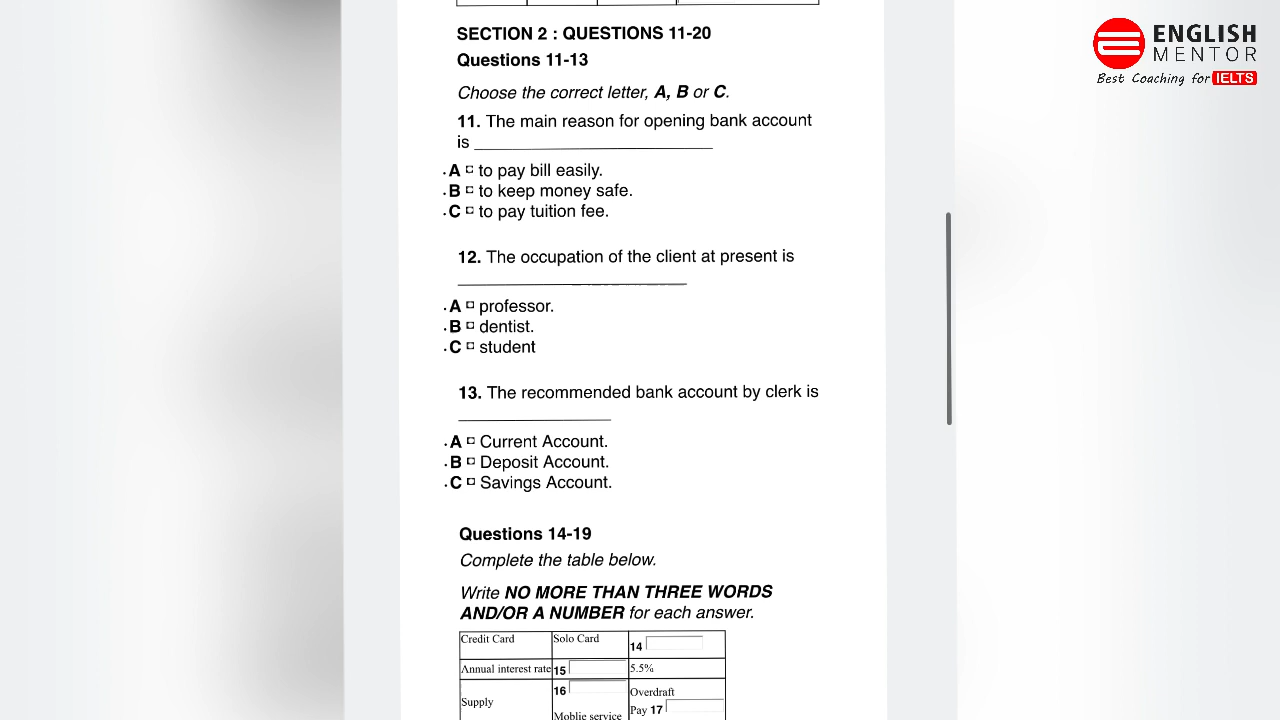 ENGLISH
MENTOR
Best Coaching for IELTS
SECTION 2 : QUESTIONS 11-20
Questions 11-13
Choose the correct letter, A, B or C.
11. The main reason for opening bank account
is
A to pay bill easily.
B to keep money safe.
C to pay tuition fee.
12. The occupation of the client at present is
A professor.
B dentist.
C student
13. The recommended bank account by clerk is
A Current Account.
B Deposit Account.
C Savings Account.
Questions 14-19
Complete the table below.
Write NO MORE THAN THREE WORDS
AND/OR A NUMBER for each answer.
Credit Card Solo Card 14
Annual interest rate 15 5.5%
Supply 16 Moblie service
Overdraft
Pay 17